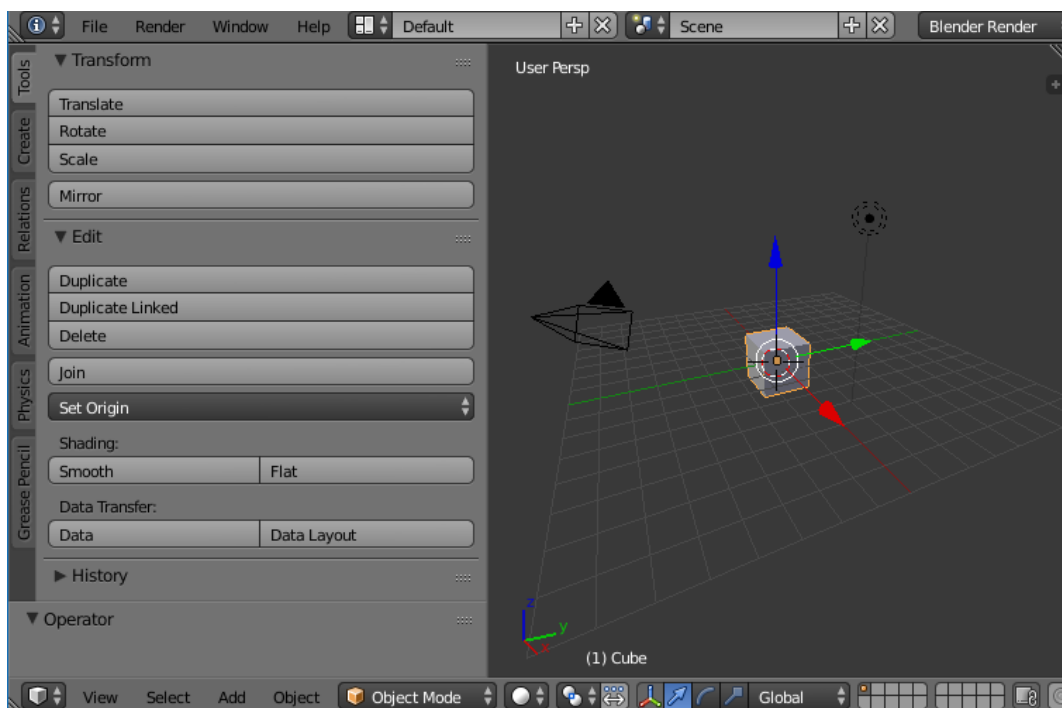 File Render Window Help Default Scene Blender Render
Tools
Create
Relations
Animation
Physics
Grease Pencil
Transform
Translate
Rotate
Scale
Mirror
Edit
Duplicate
Duplicate Linked
Delete
Join
Set Origin
Shading:
Smooth Flat
Data Transfer:
Data Data Layout
History
Operator
User Persp
z
y
x
(1) Cube
View Select Add Object Object Mode Global